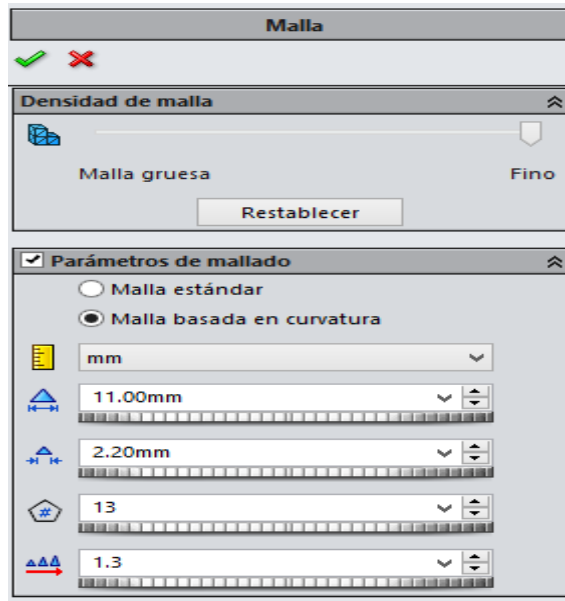 Malla
Densidad de malla
Malla gruesa Fino
Restablecer
Parámetros de mallado
Malla estándar
Malla basada en curvatura
mm
11.00mm
2.20mm
# 13
1.3